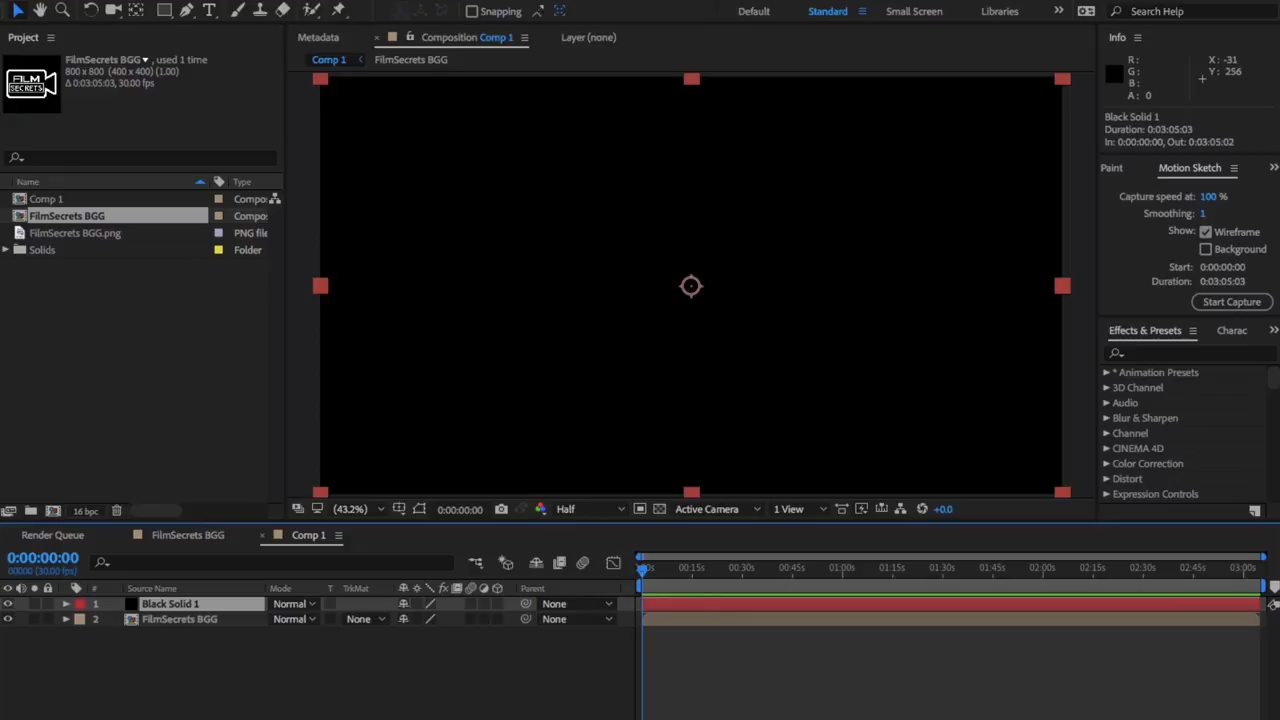 Snapping
Default
Standard
Small Screen
Libraries
Search Help
Project
FilmSecrets BGG, used 1 time
800 x 800 (400 x 400) (1.00)
Δ 0:03:05:03, 30.00 fps)
FILM
SECRETS
Name
Type
Comp 1
Compo:
FilmSecrets BGG
Compos
FilmSecrets BGG.png
PNG file
Solids
Folder
16 bpc
Metadata
Composition Comp 1
Layer (none)
Comp 1
FilmSecrets BGG
(43.2%)
0:00:00:00
Half
Active Camera
1 View
+0.0
Info
R:
G:
B:
A: 0
X: -31
Y: 256
Black Solid 1
Duration: 0:03:05:03
In: 0:00:00:00, Out: 0:03:05:02
Paint
Motion Sketch
Capture speed at: 100 %
Smoothing: 1
Show: Wireframe
Background
Start: 0:00:00:00
Duration: 0:03:05:03
Start Capture
Effects & Presets
Charac
* Animation Presets
3D Channel
Audio
Blur & Sharpen
Channel
CINEMA 4D
Color Correction
Distort
Expression Controls
Render Queue
FilmSecrets BGG
Comp 1
0:00:00:00
00000 (30.00 fps)
# Source Name
Mode
T TrkMat
Parent
1 Black Solid 1
Normal
None
2 FilmSecrets BGG
Normal
None
None
00:15s
00:30s
00:45s
01:00s
01:15s
01:30s
01:45s
02:00s
02:15s
02:30s
02:45s
03:00s